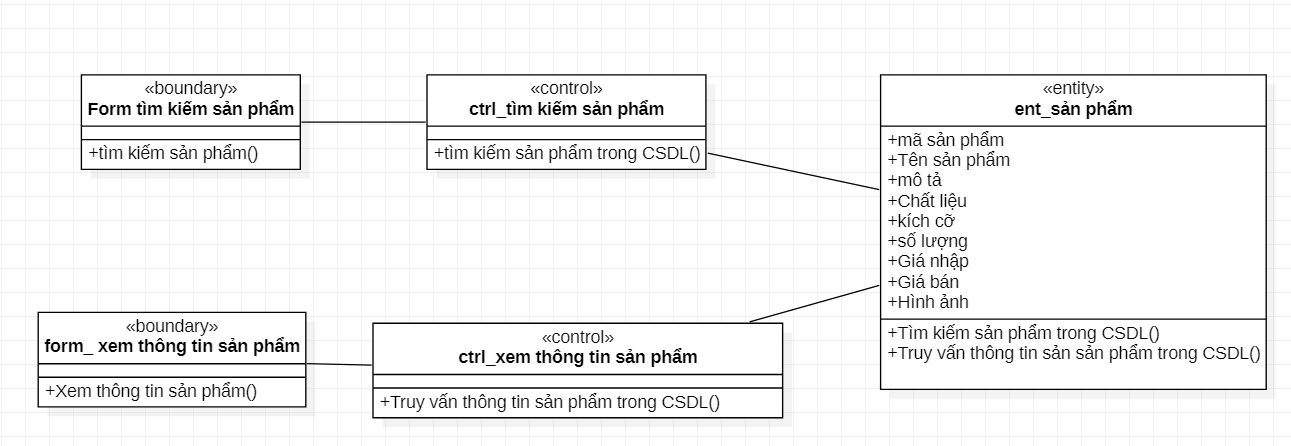 «boundary»
Form tìm kiếm sản phẩm
+tìm kiếm sản phẩm()
«control»
ctrl_tìm kiếm sản phẩm
+tìm kiếm sản phẩm trong CSDL()
«entity»
ent_sản phẩm
+mã sản phẩm
+Tên sản phẩm
+mô tả
+Chất liệu
+kích cỡ
+số lượng
+Giá nhập
+Giá bán
+Hình ảnh
+Tìm kiếm sản phẩm trong CSDL()
+Truy vấn thông tin sản sản phẩm trong CSDL()
«boundary»
form_ xem thông tin sản phẩm
+Xem thông tin sản phẩm()
«control»
ctrl_xem thông tin sản phẩm
+Truy vấn thông tin sản phẩm trong CSDL()